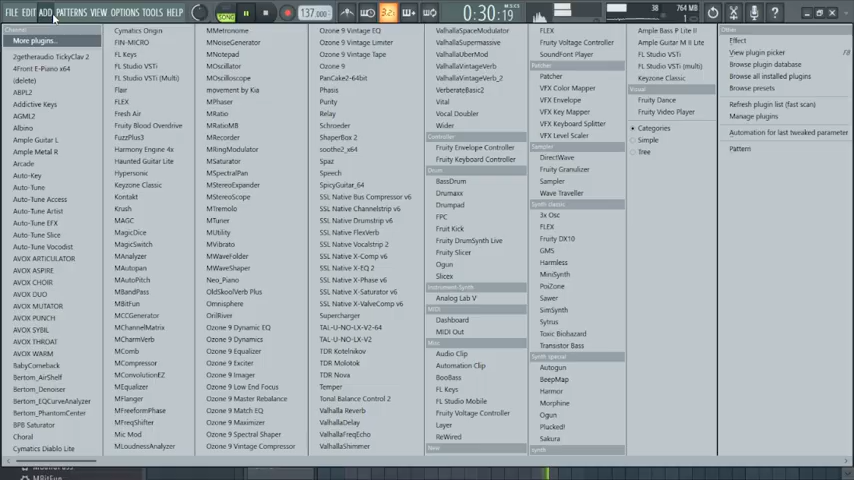 FILE EDIT ADD PATTERNS VIEW OPTIONS TOOLS HELP
SONG
137.000
3:2:1
0:30:19
38
764 MB
Channel
More plugins...
2getheraudio TickyClav 2
4Front E-Piano x64
(delete)
ABPL2
Addictive Keys
AGML2
Albino
Ample Guitar L
Ample Metal R
Arcade
Auto-Key
Auto-Tune
Auto-Tune Access
Auto-Tune Artist
Auto-Tune EFX
Auto-Tune Slice
Auto-Tune Vocodist
AVOX ARTICULATOR
AVOX ASPIRE
AVOX CHOIR
AVOX DUO
AVOX MUTATOR
AVOX PUNCH
AVOX SYBIL
AVOX THROAT
AVOX WARM
BabyComeback
Bertom_AirShelf
Bertom_Denoiser
Bertom_EQCurveAnalyzer
Bertom_PhantomCenter
BPB Saturator
Choral
Cymatics Diablo Lite
Cymatics Origin
FIN-MICRO
FL Keys
FL Studio VSTi
FL Studio VSTi (Multi)
Flair
FLEX
Fresh Air
Fruity Blood Overdrive
FuzzPlus3
Harmony Engine 4x
Haunted Guitar Lite
Hypersonic
Keyzone Classic
Kontakt
Krush
MAGC
MagicDice
MagicSwitch
MAnalyzer
MAutopan
MAutoPitch
MBandPass
MBitFun
MCCGenerator
MChannelMatrix
MCharmVerb
MComb
MCompressor
MConvolutionEZ
MEqualizer
MFlanger
MFreeformPhase
MFreqShifter
Mic Mod
MLoudnessAnalyzer
MMetronome
MNoiseGenerator
MNotepad
MOscillator
MOscilloscope
movement by Kia
MPhaser
MRatio
MRatioMB
MRecorder
MRingModulator
MSaturator
MSpectralPan
MStereoExpander
MStereoScope
MTremolo
MTuner
MUtility
MVibrato
MWaveFolder
MWaveShaper
Neo_Piano
OldSkoolVerb Plus
Omnisphere
OrilRiver
Ozone 9 Dynamic EQ
Ozone 9 Dynamics
Ozone 9 Equalizer
Ozone 9 Exciter
Ozone 9 Imager
Ozone 9 Low End Focus
Ozone 9 Master Rebalance
Ozone 9 Match EQ
Ozone 9 Maximizer
Ozone 9 Spectral Shaper
Ozone 9 Vintage Compressor
Ozone 9 Vintage EQ
Ozone 9 Vintage Limiter
Ozone 9 Vintage Tape
Ozone 9
PanCake2-64bit
Phasis
Purity
Relay
Schroeder
ShaperBox 2
soothe2_x64
Spaz
Speech
SpicyGuitar_64
SSL Native Bus Compressor v6
SSL Native Channelstrip v6
SSL Native Drumstrip v6
SSL Native FlexVerb
SSL Native Vocalstrip 2
SSL Native X-Comp v6
SSL Native X-EQ 2
SSL Native X-Phase v6
SSL Native X-Saturator v6
SSL Native X-ValveComp v6
Supercharger
TAL-U-NO-LX-V2-64
TAL-U-NO-LX-V2
TDR Kotelnikov
TDR Molotok
TDR Nova
Temper
Tonal Balance Control 2
Valhalla Reverb
ValhallaDelay
ValhallaFreqEcho
ValhallaShimmer
ValhallaSpaceModulator
ValhallaSupermassive
ValhallaUberMod
ValhallaVintageVerb
ValhallaVintageVerb_2
VerberateBasic2
Vital
Vocal Doubler
Wider
Controller
Fruity Envelope Controller
Fruity Keyboard Controller
Drum
BassDrum
Drumaxx
Drumpad
FPC
Fruit Kick
Fruity DrumSynth Live
Fruity Slicer
Ogun
Slicex
Instrument-Synth
Analog Lab V
MIDI
Dashboard
MIDI Out
Misc
Audio Clip
Automation Clip
BooBass
FL Keys
FL Studio Mobile
Fruity Voltage Controller
Layer
ReWired
New
FLEX
Fruity Voltage Controller
SoundFont Player
Patcher
Patcher
VFX Color Mapper
VFX Envelope
VFX Key Mapper
VFX Keyboard Splitter
VFX Level Scaler
Sampler
DirectWave
Fruity Granulizer
Sampler
Wave Traveller
Synth classic
3x Osc
FLEX
Fruity DX10
GMS
Harmless
MiniSynth
PoiZone
Sawer
SimSynth
Sytrus
Toxic Biohazard
Transistor Bass
Synth special
Autogun
BeepMap
Harmor
Morphine
Ogun
Plucked!
Sakura
Synth
Ample Bass P Lite II
Ample Guitar M II Lite
FL Studio VSTi
FL Studio VSTi (multi)
Keyzone Classic
Visual
Fruity Dance
Fruity Video Player
Categories
Simple
Tree
Other
Effect
View plugin picker F8
Browse plugin database
Browse all installed plugins
Browse presets
Refresh plugin list (fast scan)
Manage plugins
Automation for last tweaked parameter
Pattern
MBitFun